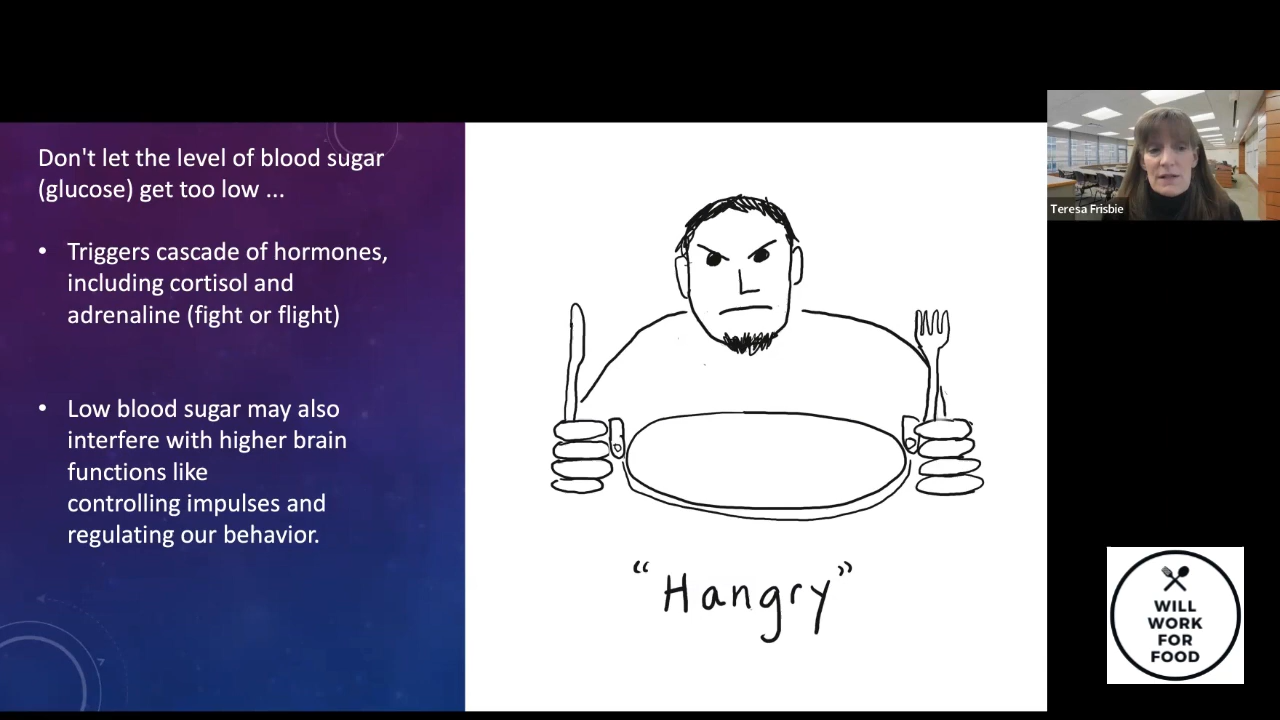 Don't let the level of blood sugar
(glucose) get too low ...
• Triggers cascade of hormones,
including cortisol and
adrenaline (fight or flight)
• Low blood sugar may also
interfere with higher brain
functions like
controlling impulses and
regulating our behavior.
“Hangry”
Teresa Frisbie
WILL
WORK
FOR
FOOD